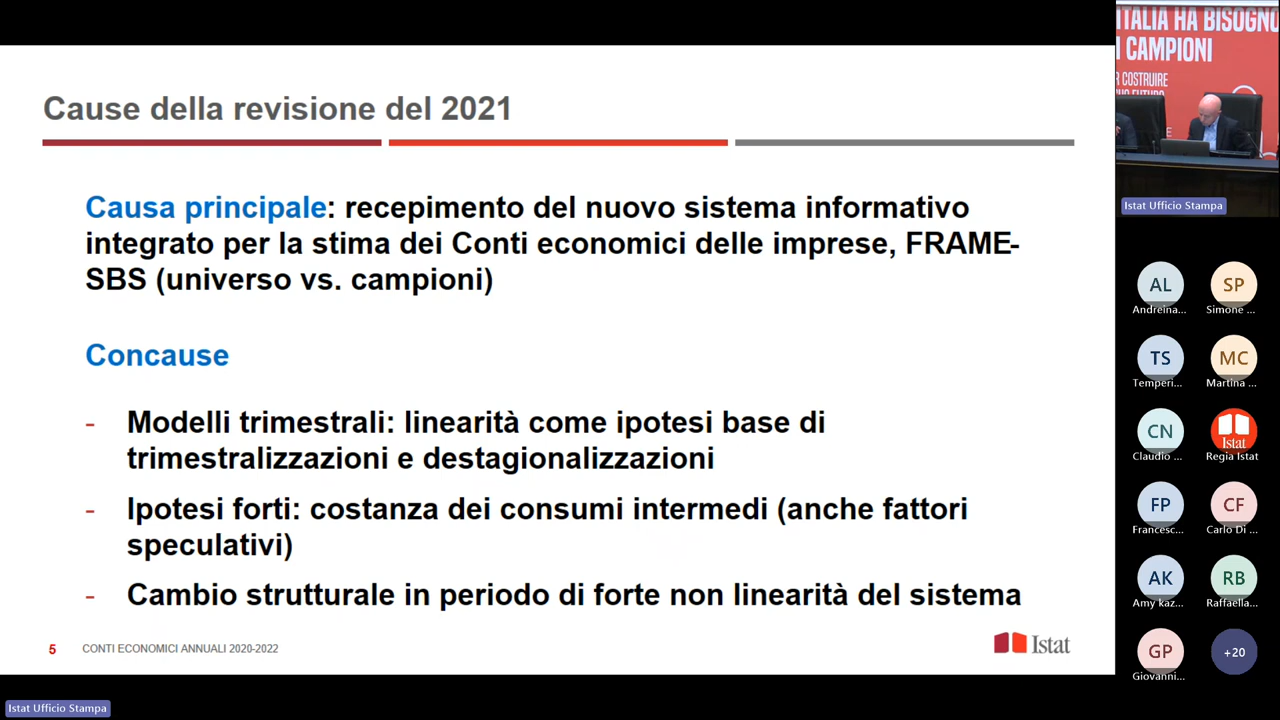 Cause della revisione del 2021
Causa principale: recepimento del nuovo sistema informativo
integrato per la stima dei Conti economici delle imprese, FRAME-
SBS (universo vs. campioni)
Concause
- Modelli trimestrali: linearità come ipotesi base di
trimestralizzazioni e destagionalizzazioni
- Ipotesi forti: costanza dei consumi intermedi (anche fattori
speculativi)
- Cambio strutturale in periodo di forte non linearità del sistema
5 CONTI ECONOMICI ANNUALI 2020-2022
Istat
Istat Ufficio Stampa
ITALIA HA BISOGNO
I CAMPIONI
R COSTRUIRE
FUTURO
Istat Ufficio Stampa
AL
Andreina...
SP
Simone ...
TS
Temperi...
MC
Martina ...
CN
Claudio ...
Istat
Regia Istat
FP
Francesc...
CF
Carlo Di ...
AK
Amy kaz...
RB
Raffaella...
GP
Giovanni...
+20